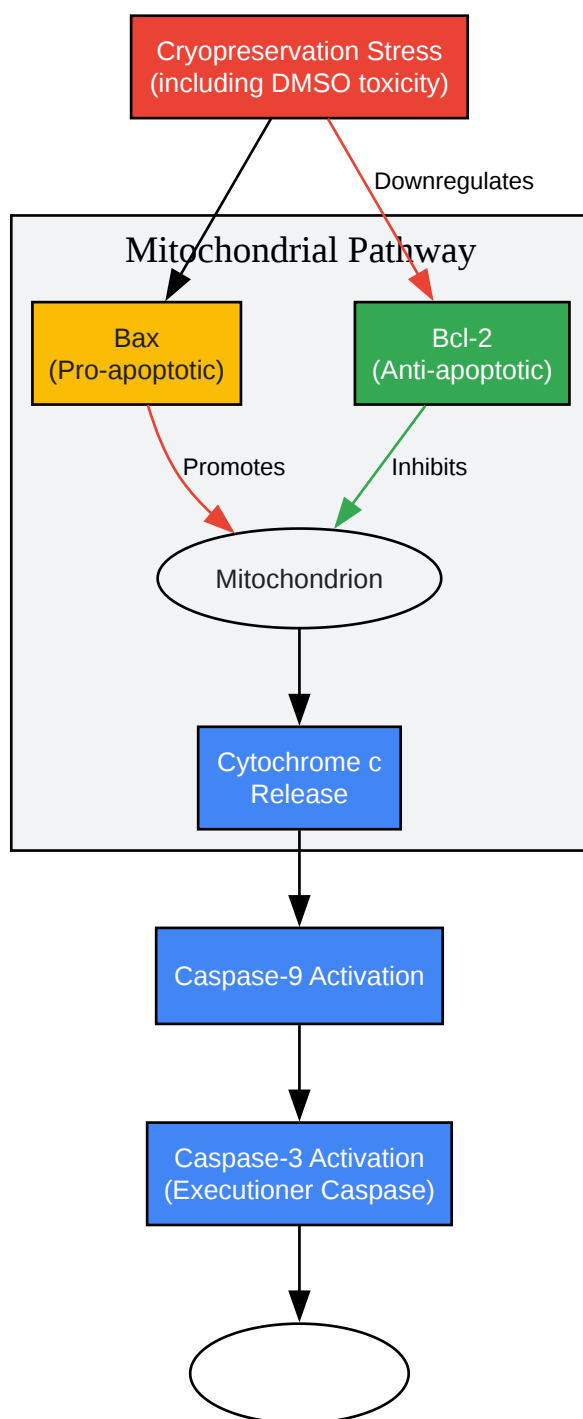 Cryopreservation Stress
(including DMSO toxicity)
Downregulates
Mitochondrial Pathway
Bax
(Pro-apoptotic)
Bcl-2
(Anti-apoptotic)
Promotes
Inhibits
Mitochondrion
Cytochrome c
Release
Caspase-9 Activation
Caspase-3 Activation
(Executioner Caspase)